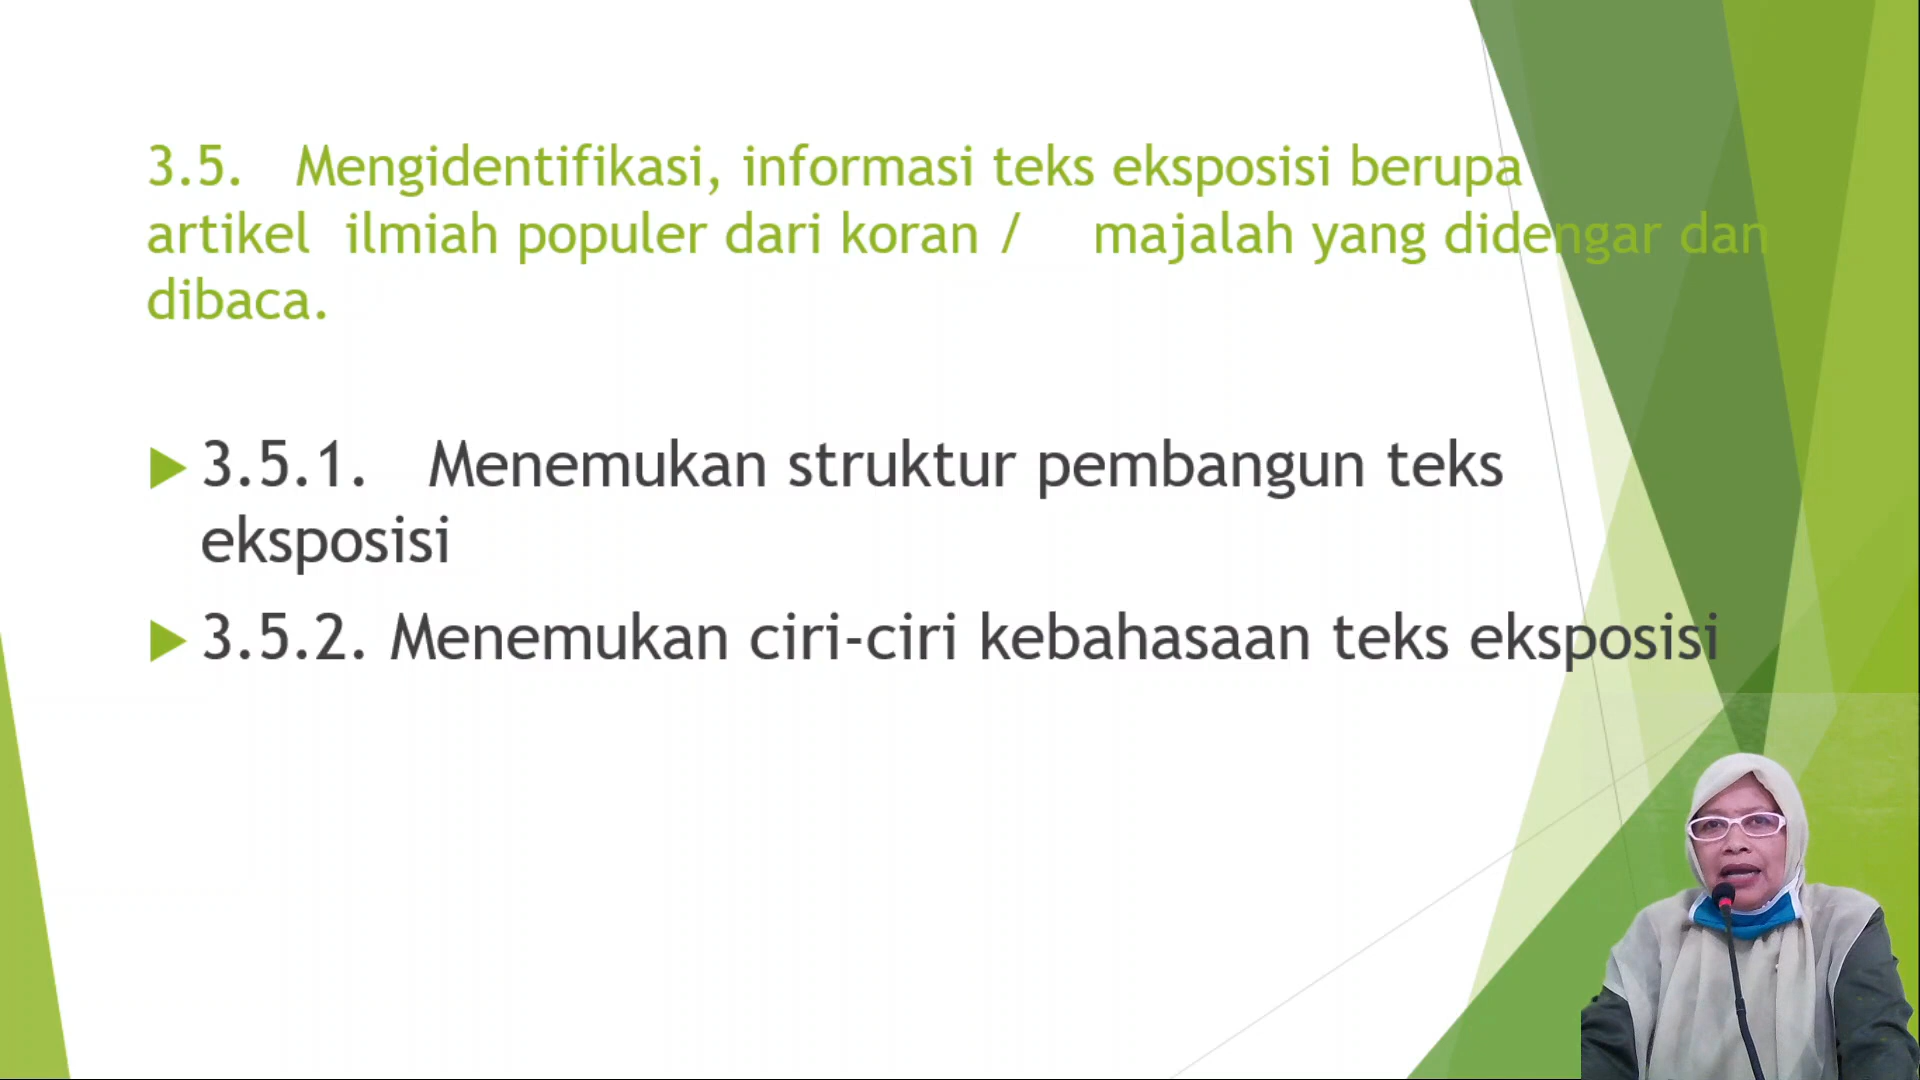 3.5. Mengidentifikasi, informasi teks eksposisi berupa
artikel ilmiah populer dari koran / majalah yang didengar dan
dibaca.
3.5.1. Menemukan struktur pembangun teks
eksposisi
3.5.2. Menemukan ciri-ciri kebahasaan teks eksposisi